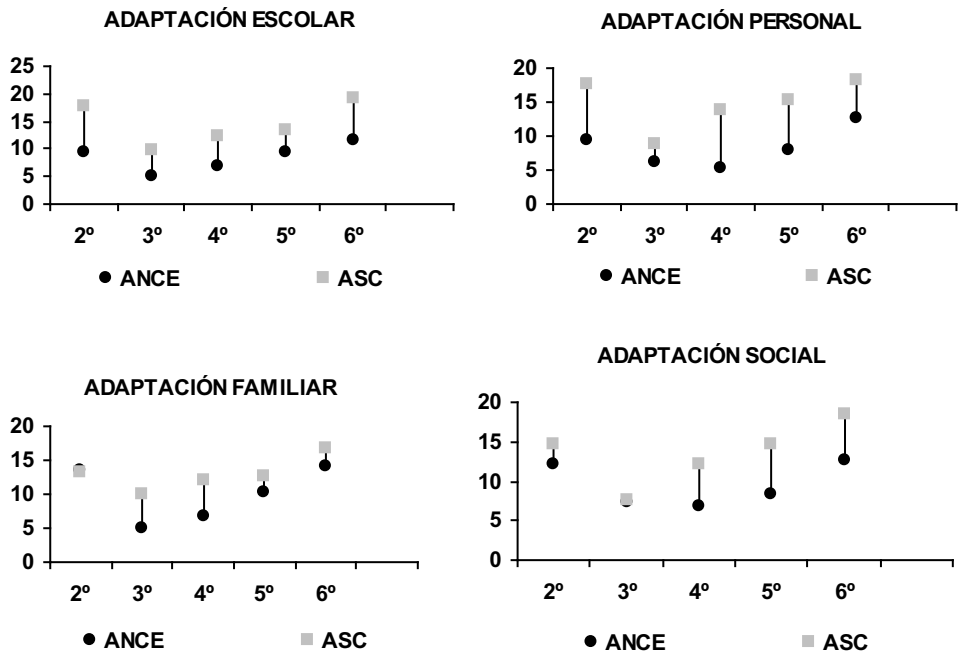 ADAPTACIÓN ESCOLAR
25
20
15
10
5
0
2º 3º 4º 5º 6º
ANCE ASC
ADAPTACIÓN PERSONAL
20
15
10
5
0
2º 3º 4º 5º 6º
ANCE ASC
ADAPTACIÓN FAMILIAR
20
15
10
5
0
2º 3º 4º 5º 6º
ANCE ASC
ADAPTACIÓN SOCIAL
20
15
10
5
0
2º 3º 4º 5º 6º
ANCE ASC